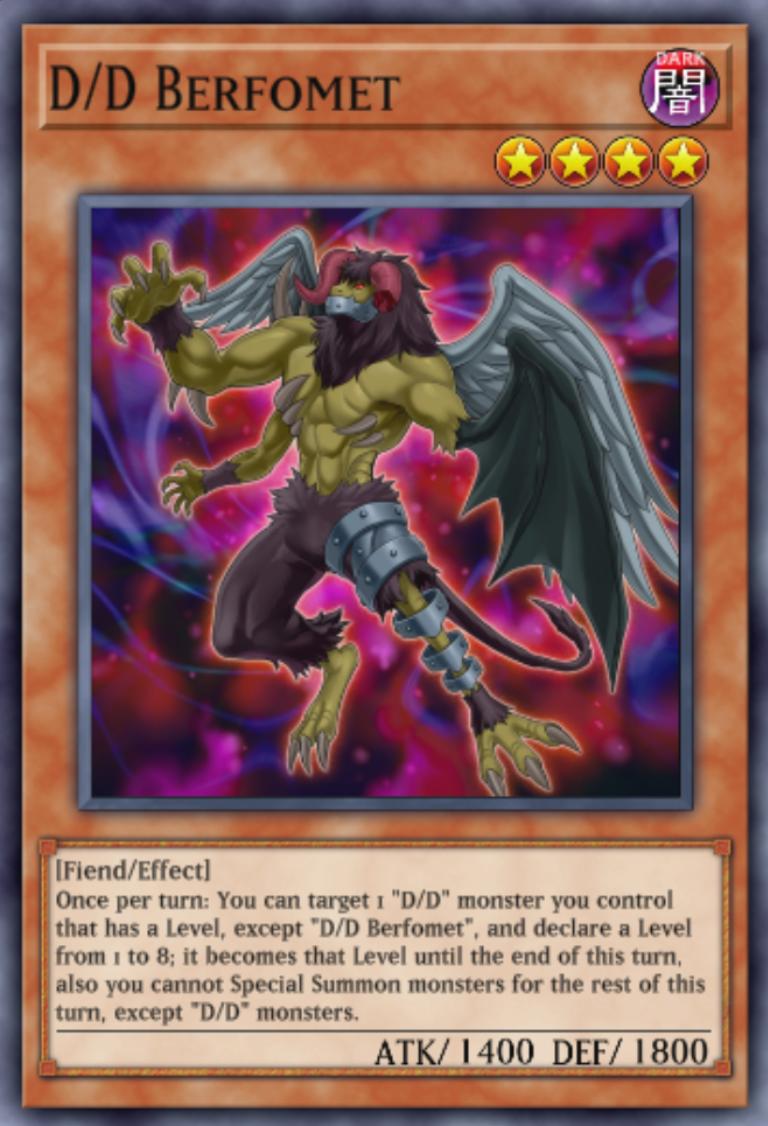 D/D Berfomet
DARK
闇
[Fiend/Effect]
Once per turn: You can target 1 "D/D" monster you control
that has a Level, except "D/D Berfomet", and declare a Level
from 1 to 8; it becomes that Level until the end of this turn,
also you cannot Special Summon monsters for the rest of this
turn, except "D/D" monsters.
ATK/ 1400 DEF/ 1800